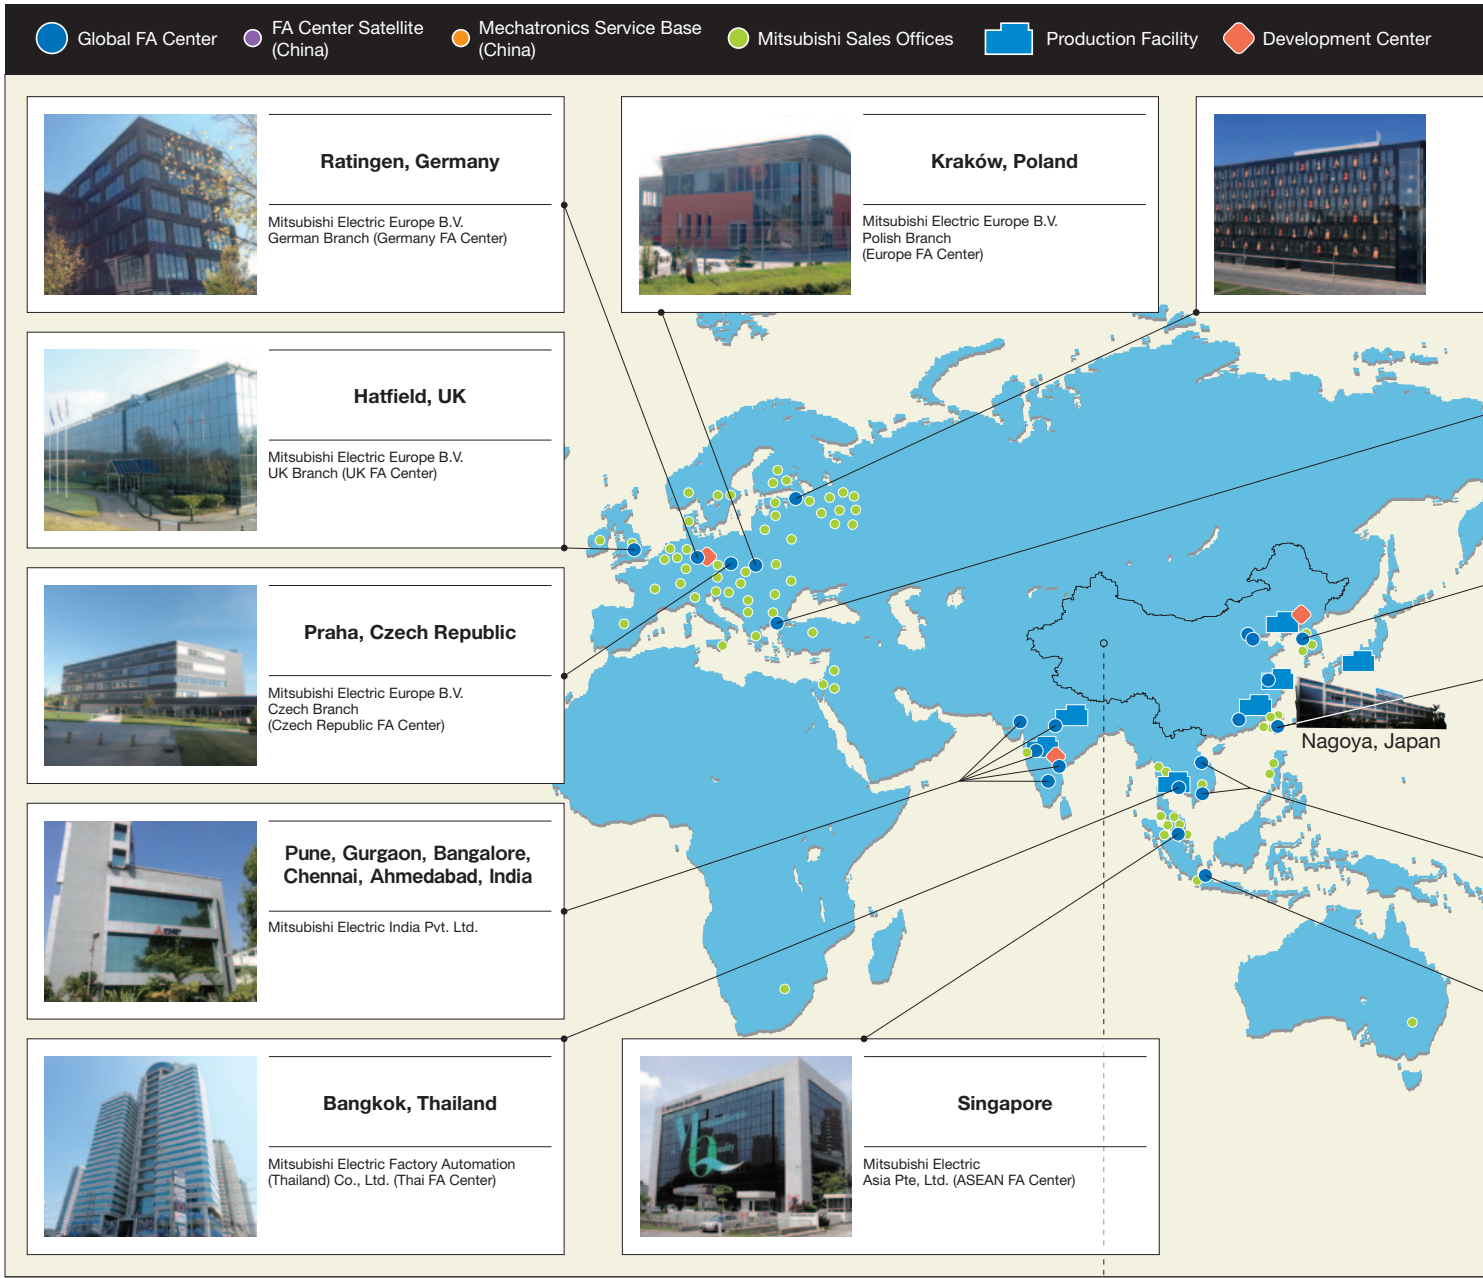 Global FA Center
FA Center Satellite
(China)
Mechatronics Service Base
(China)
Mitsubishi Sales Offices
Production Facility
Development Center
Ratingen, Germany
Mitsubishi Electric Europe B.V.
German Branch (Germany FA Center)
Kraków, Poland
Mitsubishi Electric Europe B.V.
Polish Branch
(Europe FA Center)
Hatfield, UK
Mitsubishi Electric Europe B.V.
UK Branch (UK FA Center)
Praha, Czech Republic
Mitsubishi Electric Europe B.V.
Czech Branch
(Czech Republic FA Center)
Nagoya, Japan
Pune, Gurgaon, Bangalore,
Chennai, Ahmedabad, India
Mitsubishi Electric India Pvt. Ltd.
Bangkok, Thailand
Mitsubishi Electric Factory Automation
(Thailand) Co., Ltd. (Thai FA Center)
Singapore
Mitsubishi Electric
Asia Pte, Ltd. (ASEAN FA Center)